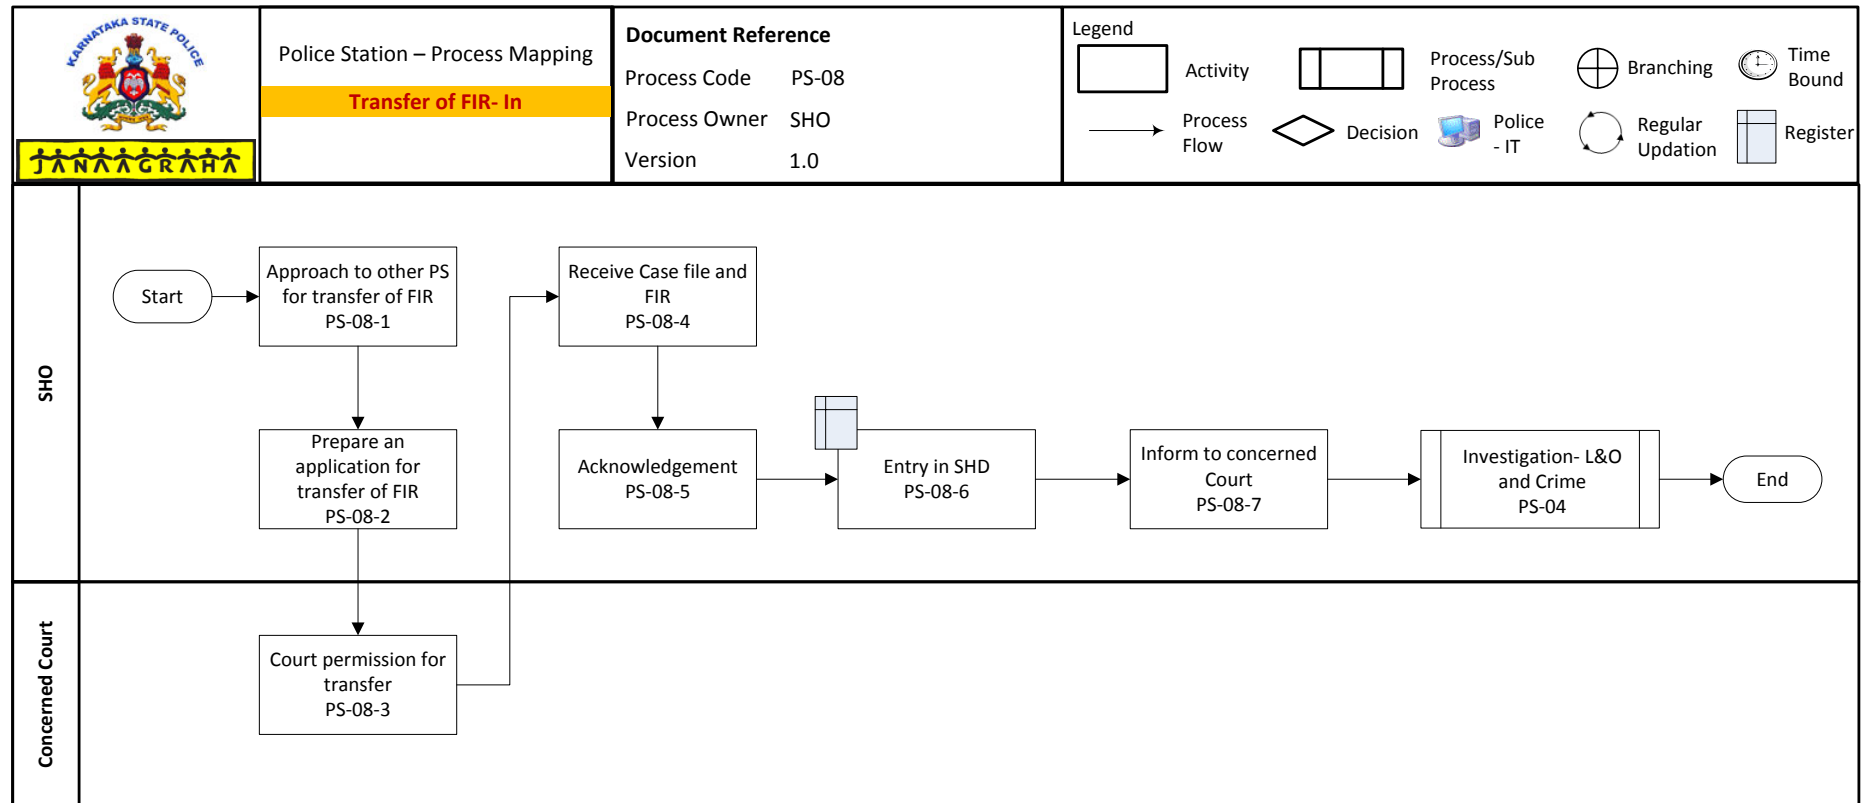 KARNATAKA STATE POLICE
JANAAGRAHA
Police Station – Process Mapping
Transfer of FIR- In
Document Reference
Process Code PS-08
Process Owner SHO
Version 1.0
Legend
Activity
Process/Sub
Process
Branching
Time
Bound
Process
Flow
Decision
Police
- IT
Regular
Updation
Register
SHO
Start
Approach to other PS
for transfer of FIR
PS-08-1
Prepare an
application for
transfer of FIR
PS-08-2
Receive Case file and
FIR
PS-08-4
Acknowledgement
PS-08-5
Entry in SHD
PS-08-6
Inform to concerned
Court
PS-08-7
Investigation- L&O
and Crime
PS-04
End
Concerned Court
Court permission for
transfer
PS-08-3